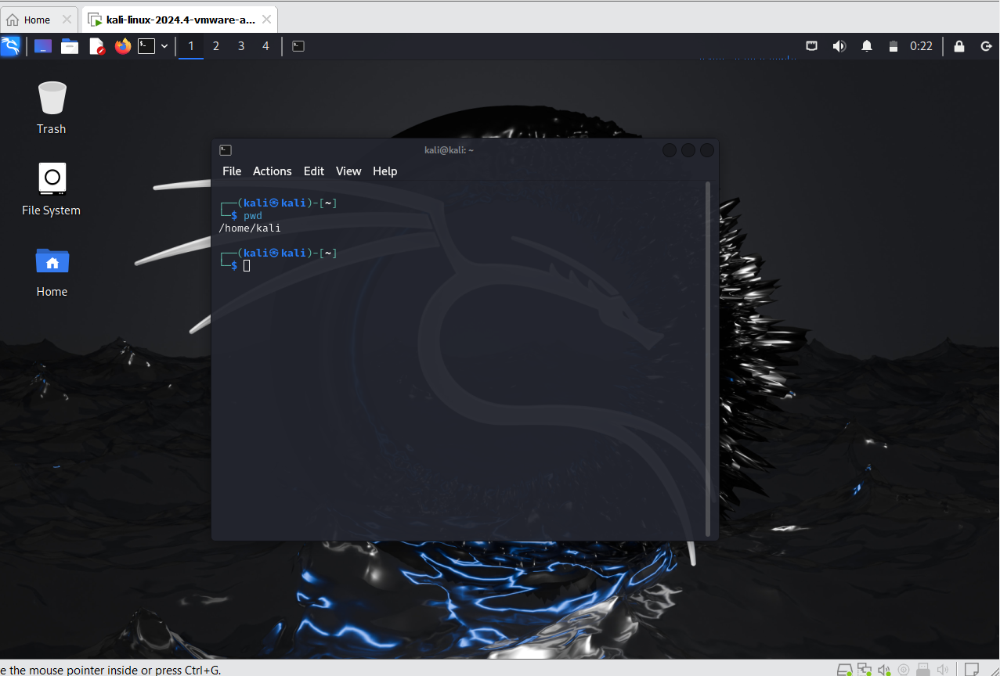 Home
kali-linux-2024.4-vmware-a...
1 2 3 4
0:22
Trash
File System
Home
kali@kali: ~
File Actions Edit View Help
┌──(kali㉿kali)-[~]
└─$ pwd
/home/kali
┌──(kali㉿kali)-[~]
└─$
e the mouse pointer inside or press Ctrl+G.